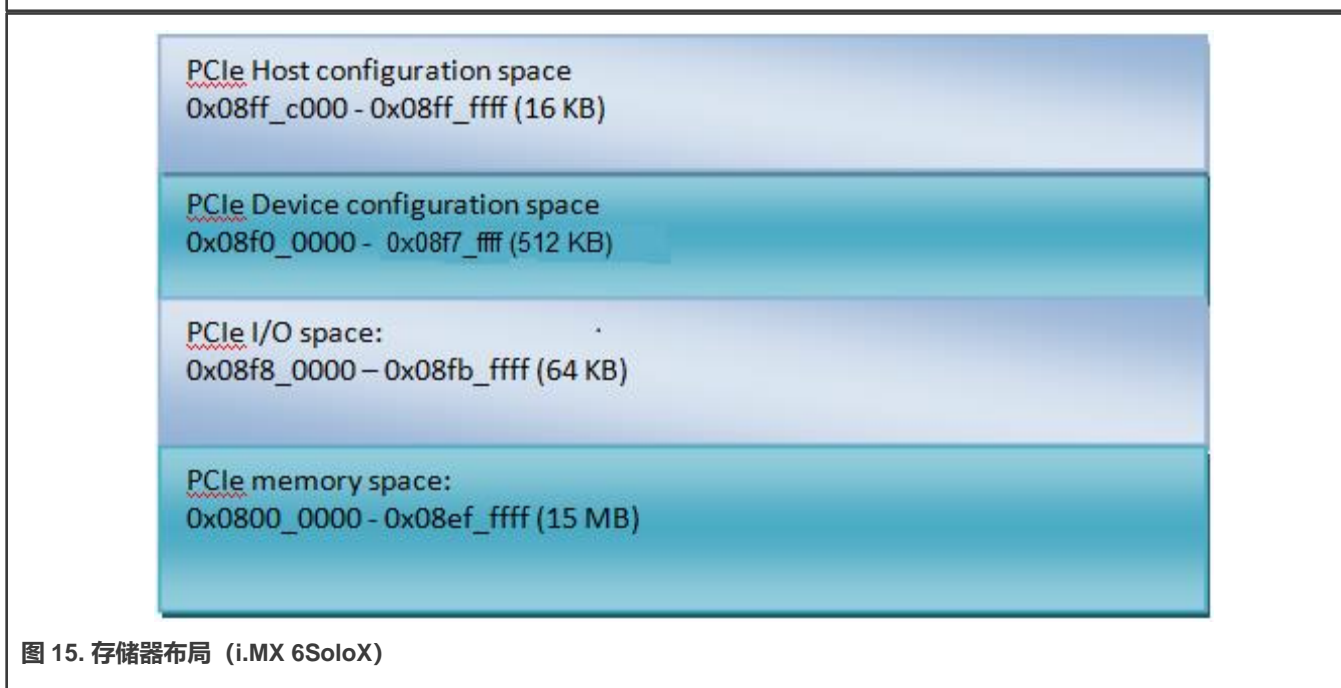 PCIe Host configuration space
0x08ff_c000 - 0x08ff_ffff (16 KB)
PCIe Device configuration space
0x08f0_0000 - 0x08f7_ffff (512 KB)
PCIe I/O space:
0x08f8_0000 – 0x08fb_ffff (64 KB)
PCIe memory space:
0x0800_0000 - 0x08ef_ffff (15 MB)
图 15. 存储器布局（i.MX 6SoloX）